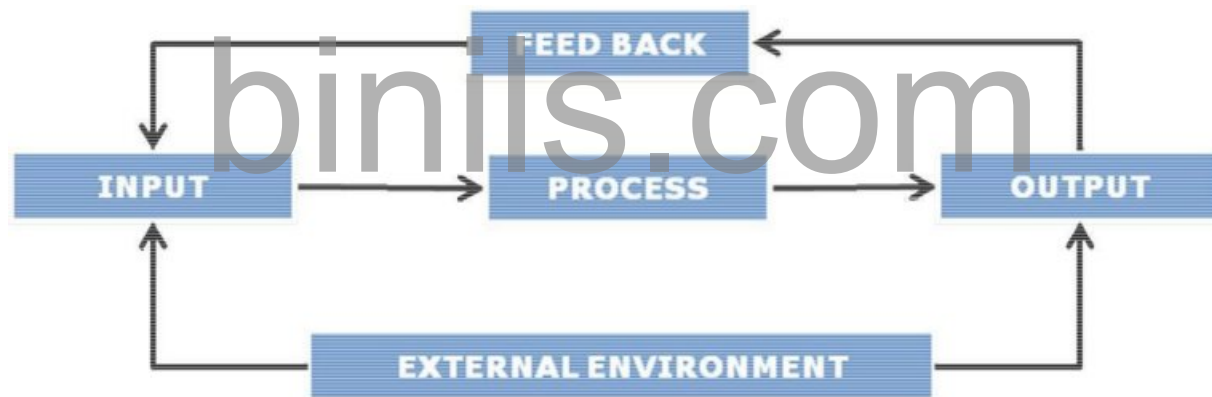 FEED BACK
binils.com
INPUT
PROCESS
OUTPUT
EXTERNAL ENVIRONMENT